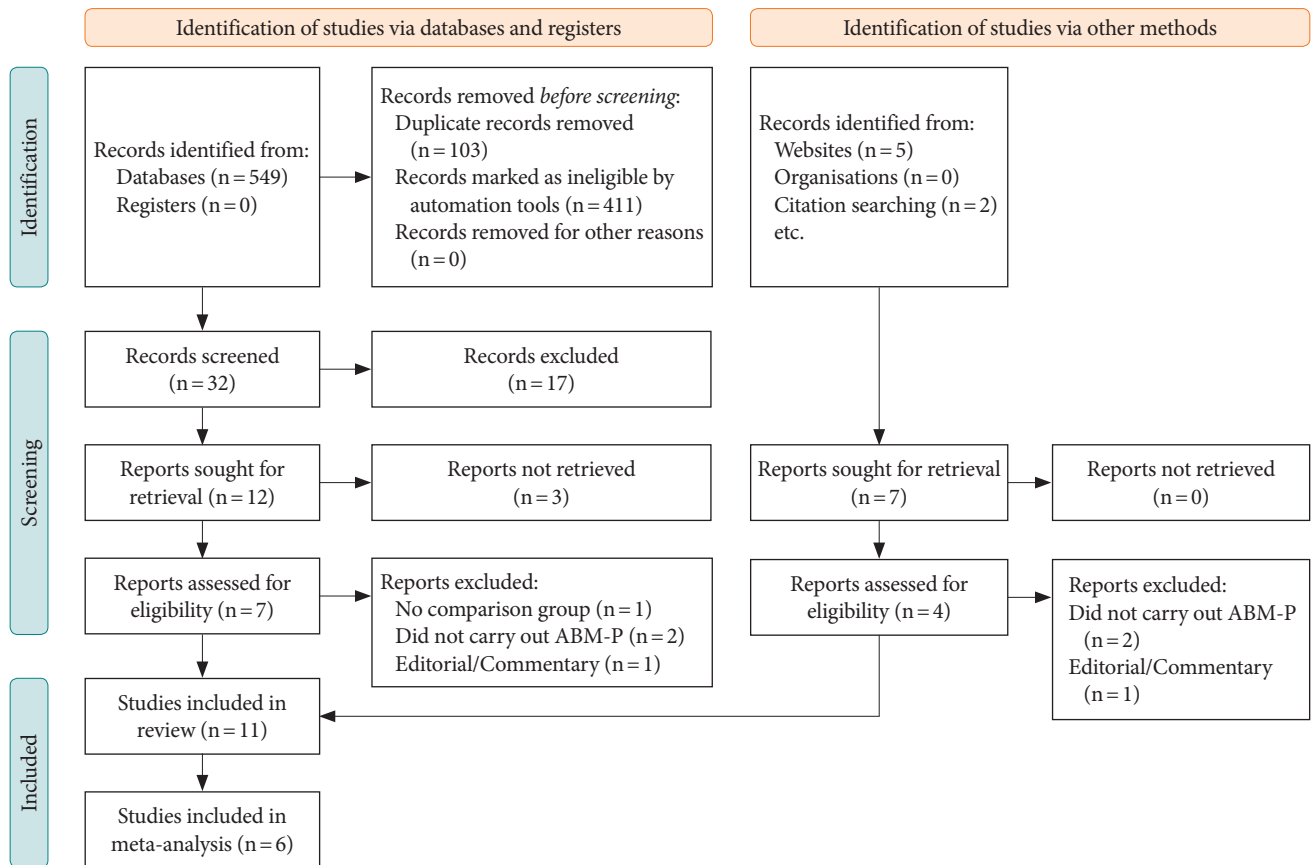 Identification of studies via databases and registers
Identification of studies via other methods
Identification
Records identified from:
Databases (n = 549)
Registers (n = 0)
Records removed before screening:
Duplicate records removed
(n = 103)
Records marked as ineligible by
automation tools (n = 411)
Records removed for other reasons
(n = 0)
Records identified from:
Websites (n = 5)
Organisations (n = 0)
Citation searching (n = 2)
etc.
Screening
Records screened
(n = 32)
Records excluded
(n = 17)
Reports sought for
retrieval (n = 12)
Reports not retrieved
(n = 3)
Reports sought for retrieval
(n = 7)
Reports not retrieved
(n = 0)
Reports assessed for
eligibility (n = 7)
Reports excluded:
No comparison group (n = 1)
Did not carry out ABM-P (n = 2)
Editorial/Commentary (n = 1)
Reports assessed for
eligibility (n = 4)
Reports excluded:
Did not carry out ABM-P
(n = 2)
Editorial/Commentary
(n = 1)
Included
Studies included in
review (n = 11)
Studies included in
meta-analysis (n = 6)